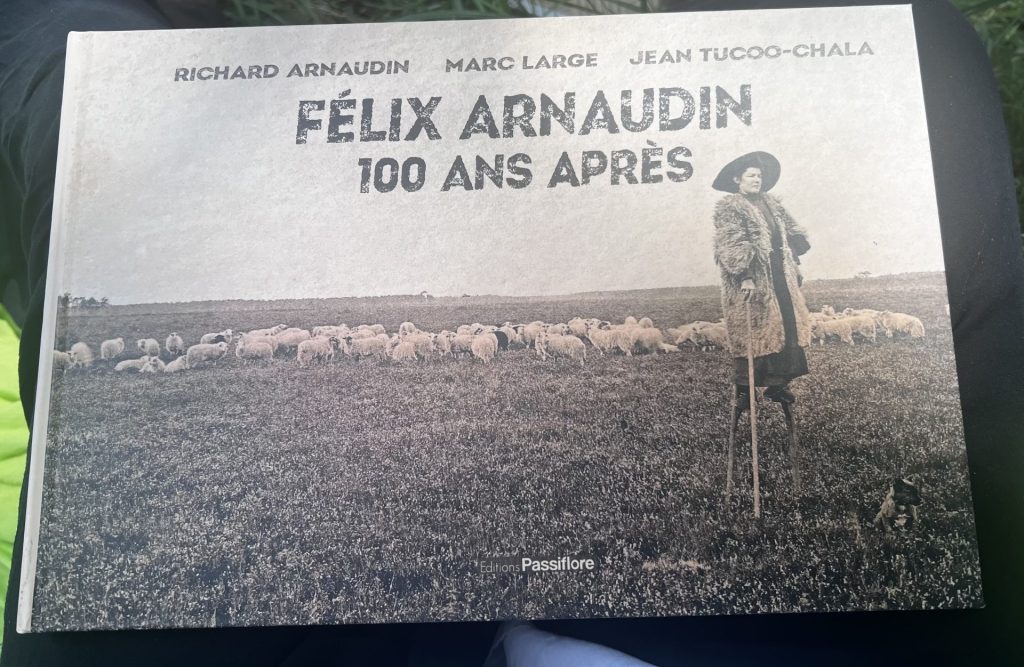 RICHARD ARNAUDIN MARC LARGE JEAN TUCOO-CHALA
FÉLIX ARNAUDIN
100 ANS APRÈS
Editions Passiflore